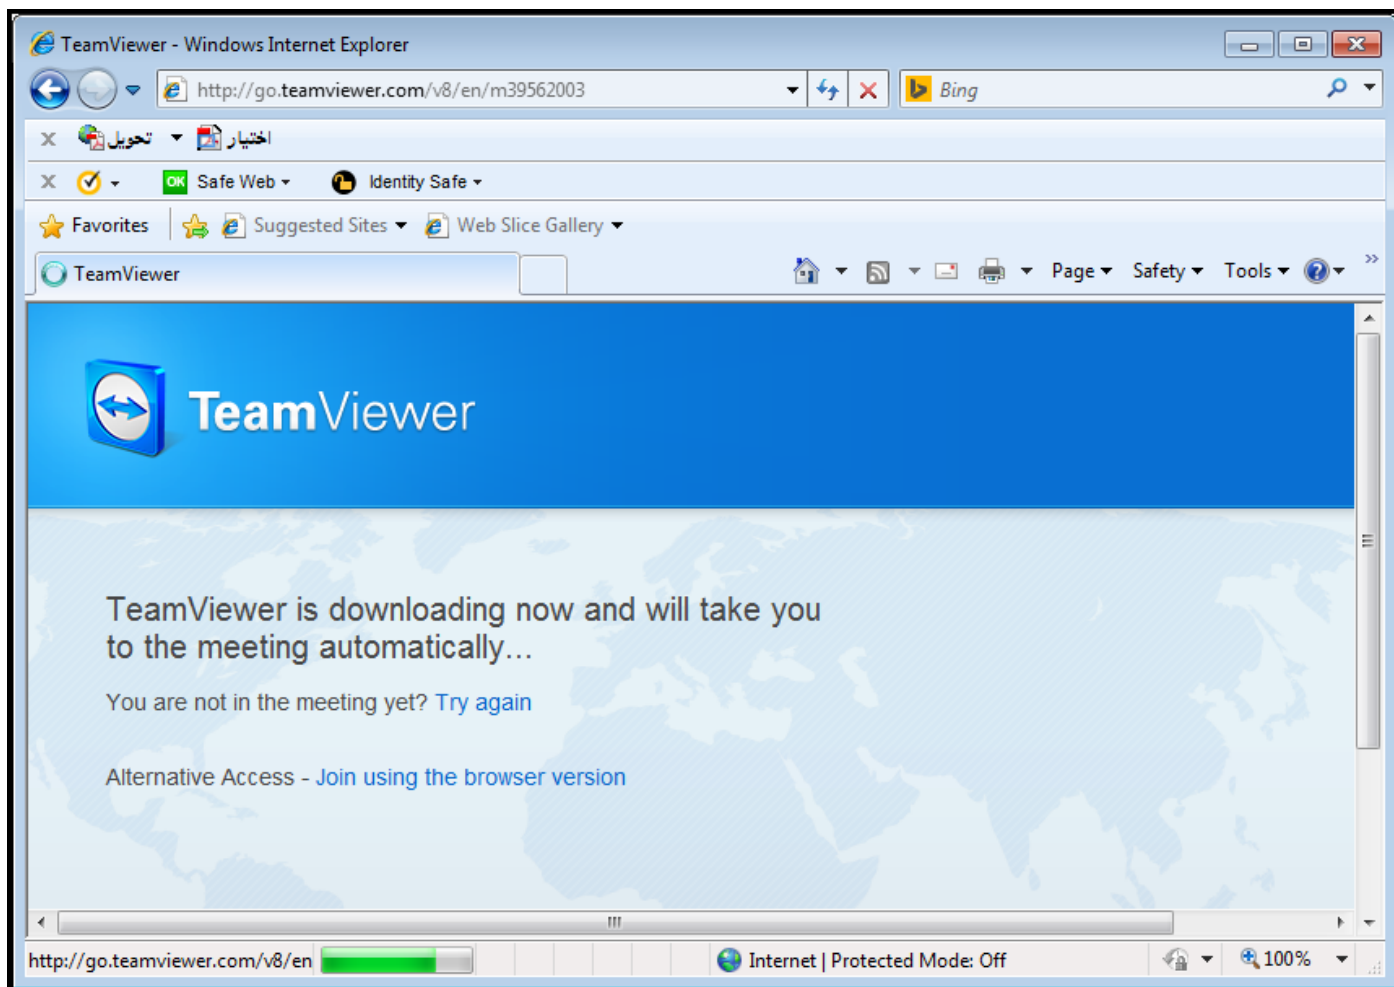 TeamViewer - Windows Internet Explorer
http://go.teamviewer.com/v8/en/m39562003
Bing
x تحويل اختيار
x OK Safe Web Identity Safe
Favorites Suggested Sites Web Slice Gallery
TeamViewer Page Safety Tools »
TeamViewer
TeamViewer is downloading now and will take you
to the meeting automatically...
You are not in the meeting yet? Try again
Alternative Access - Join using the browser version
http://go.teamviewer.com/v8/en Internet | Protected Mode: Off 100%